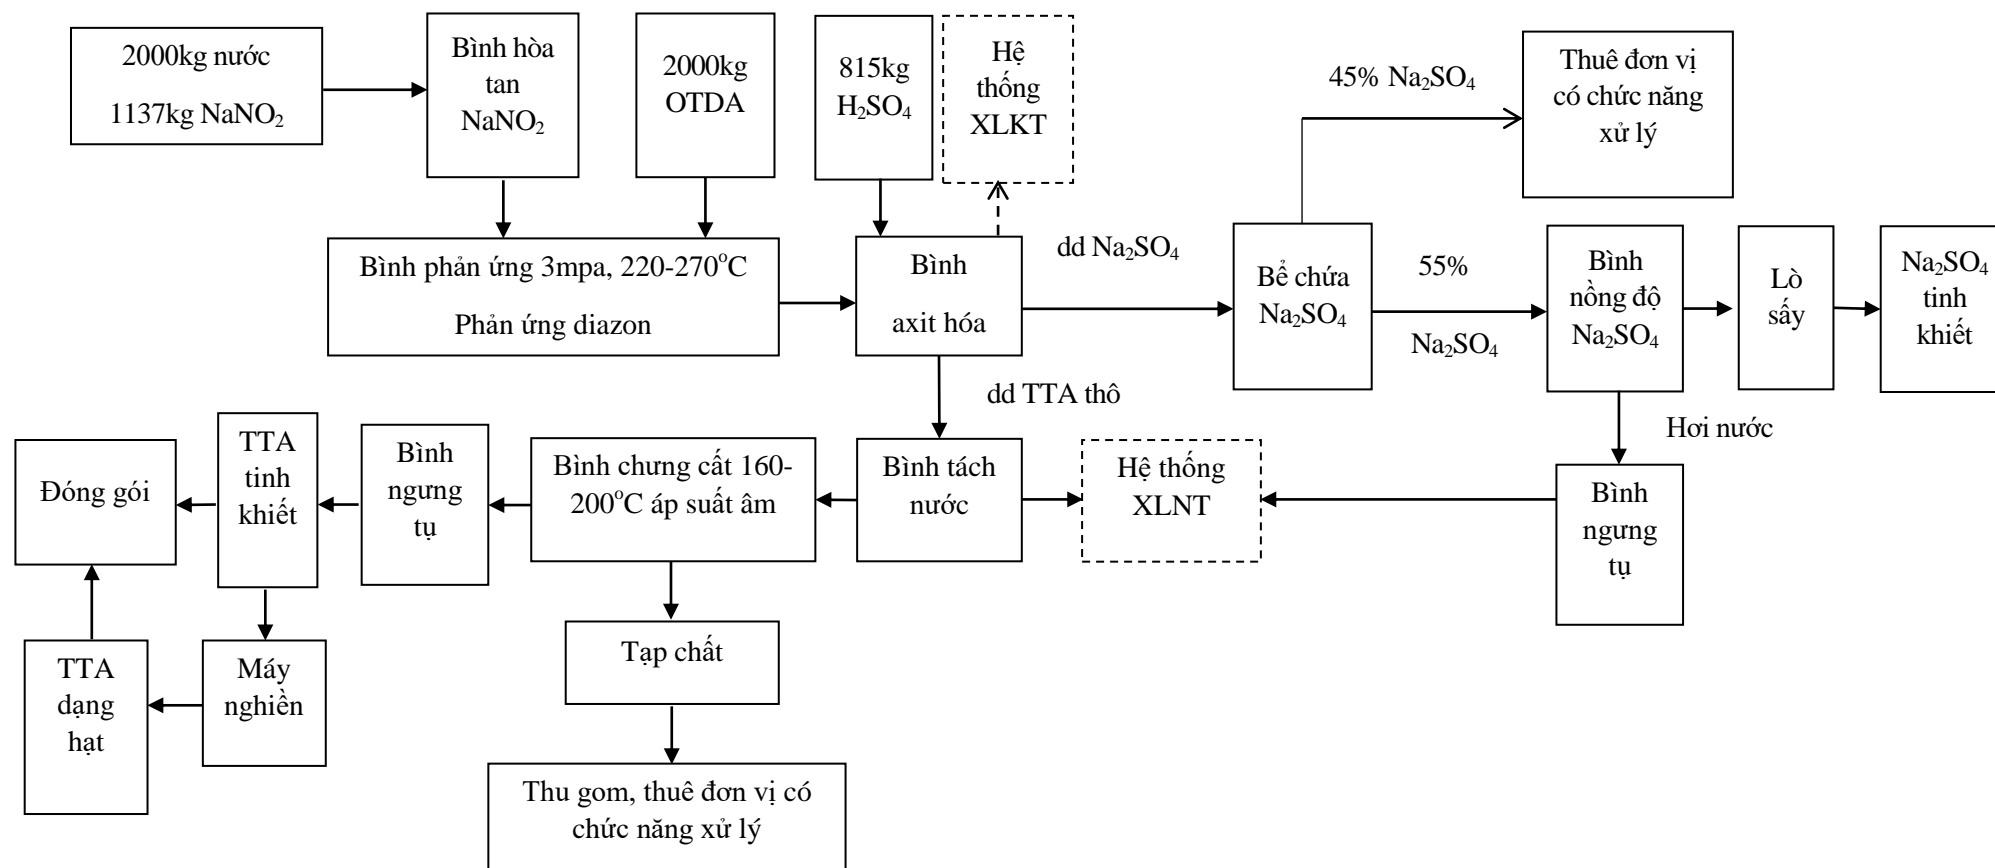 2000kg nước
1137kg NaNO₂
Bình hòa
tan
NaNO₂
2000kg
OTDA
815kg
H₂SO₄
Hệ
thống
XLKT
45% Na₂SO₄
Thuê đơn vị
có chức năng
xử lý
Bình phản ứng 3mpa, 220-270°C
Phản ứng diazon
Bình
axit hóa
dd Na₂SO₄
Bể chứa
Na₂SO₄
55%
Na₂SO₄
Bình
nồng độ
Na₂SO₄
Lò
sấy
Na₂SO₄
tinh
khiết
dd TTA thô
Hơi nước
Đóng gói
TTA
tinh
khiết
Bình
ngưng
tụ
Bình chưng cất 160-
200°C áp suất âm
Bình tách
nước
Hệ thống
XLNT
Bình
ngưng
tụ
TTA
dạng
hạt
Máy
nghiền
Tạp chất
Thu gom, thuê đơn vị có
chức năng xử lý